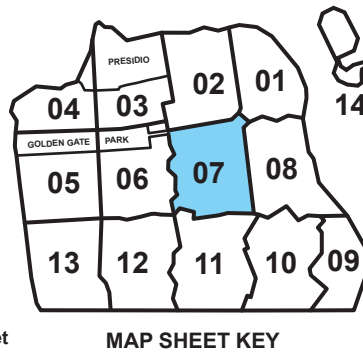 PRESIDIO
02
01
04
03
14
GOLDEN GATE
PARK
05
06
07
08
13
12
11
10
09
et
MAP SHEET KEY